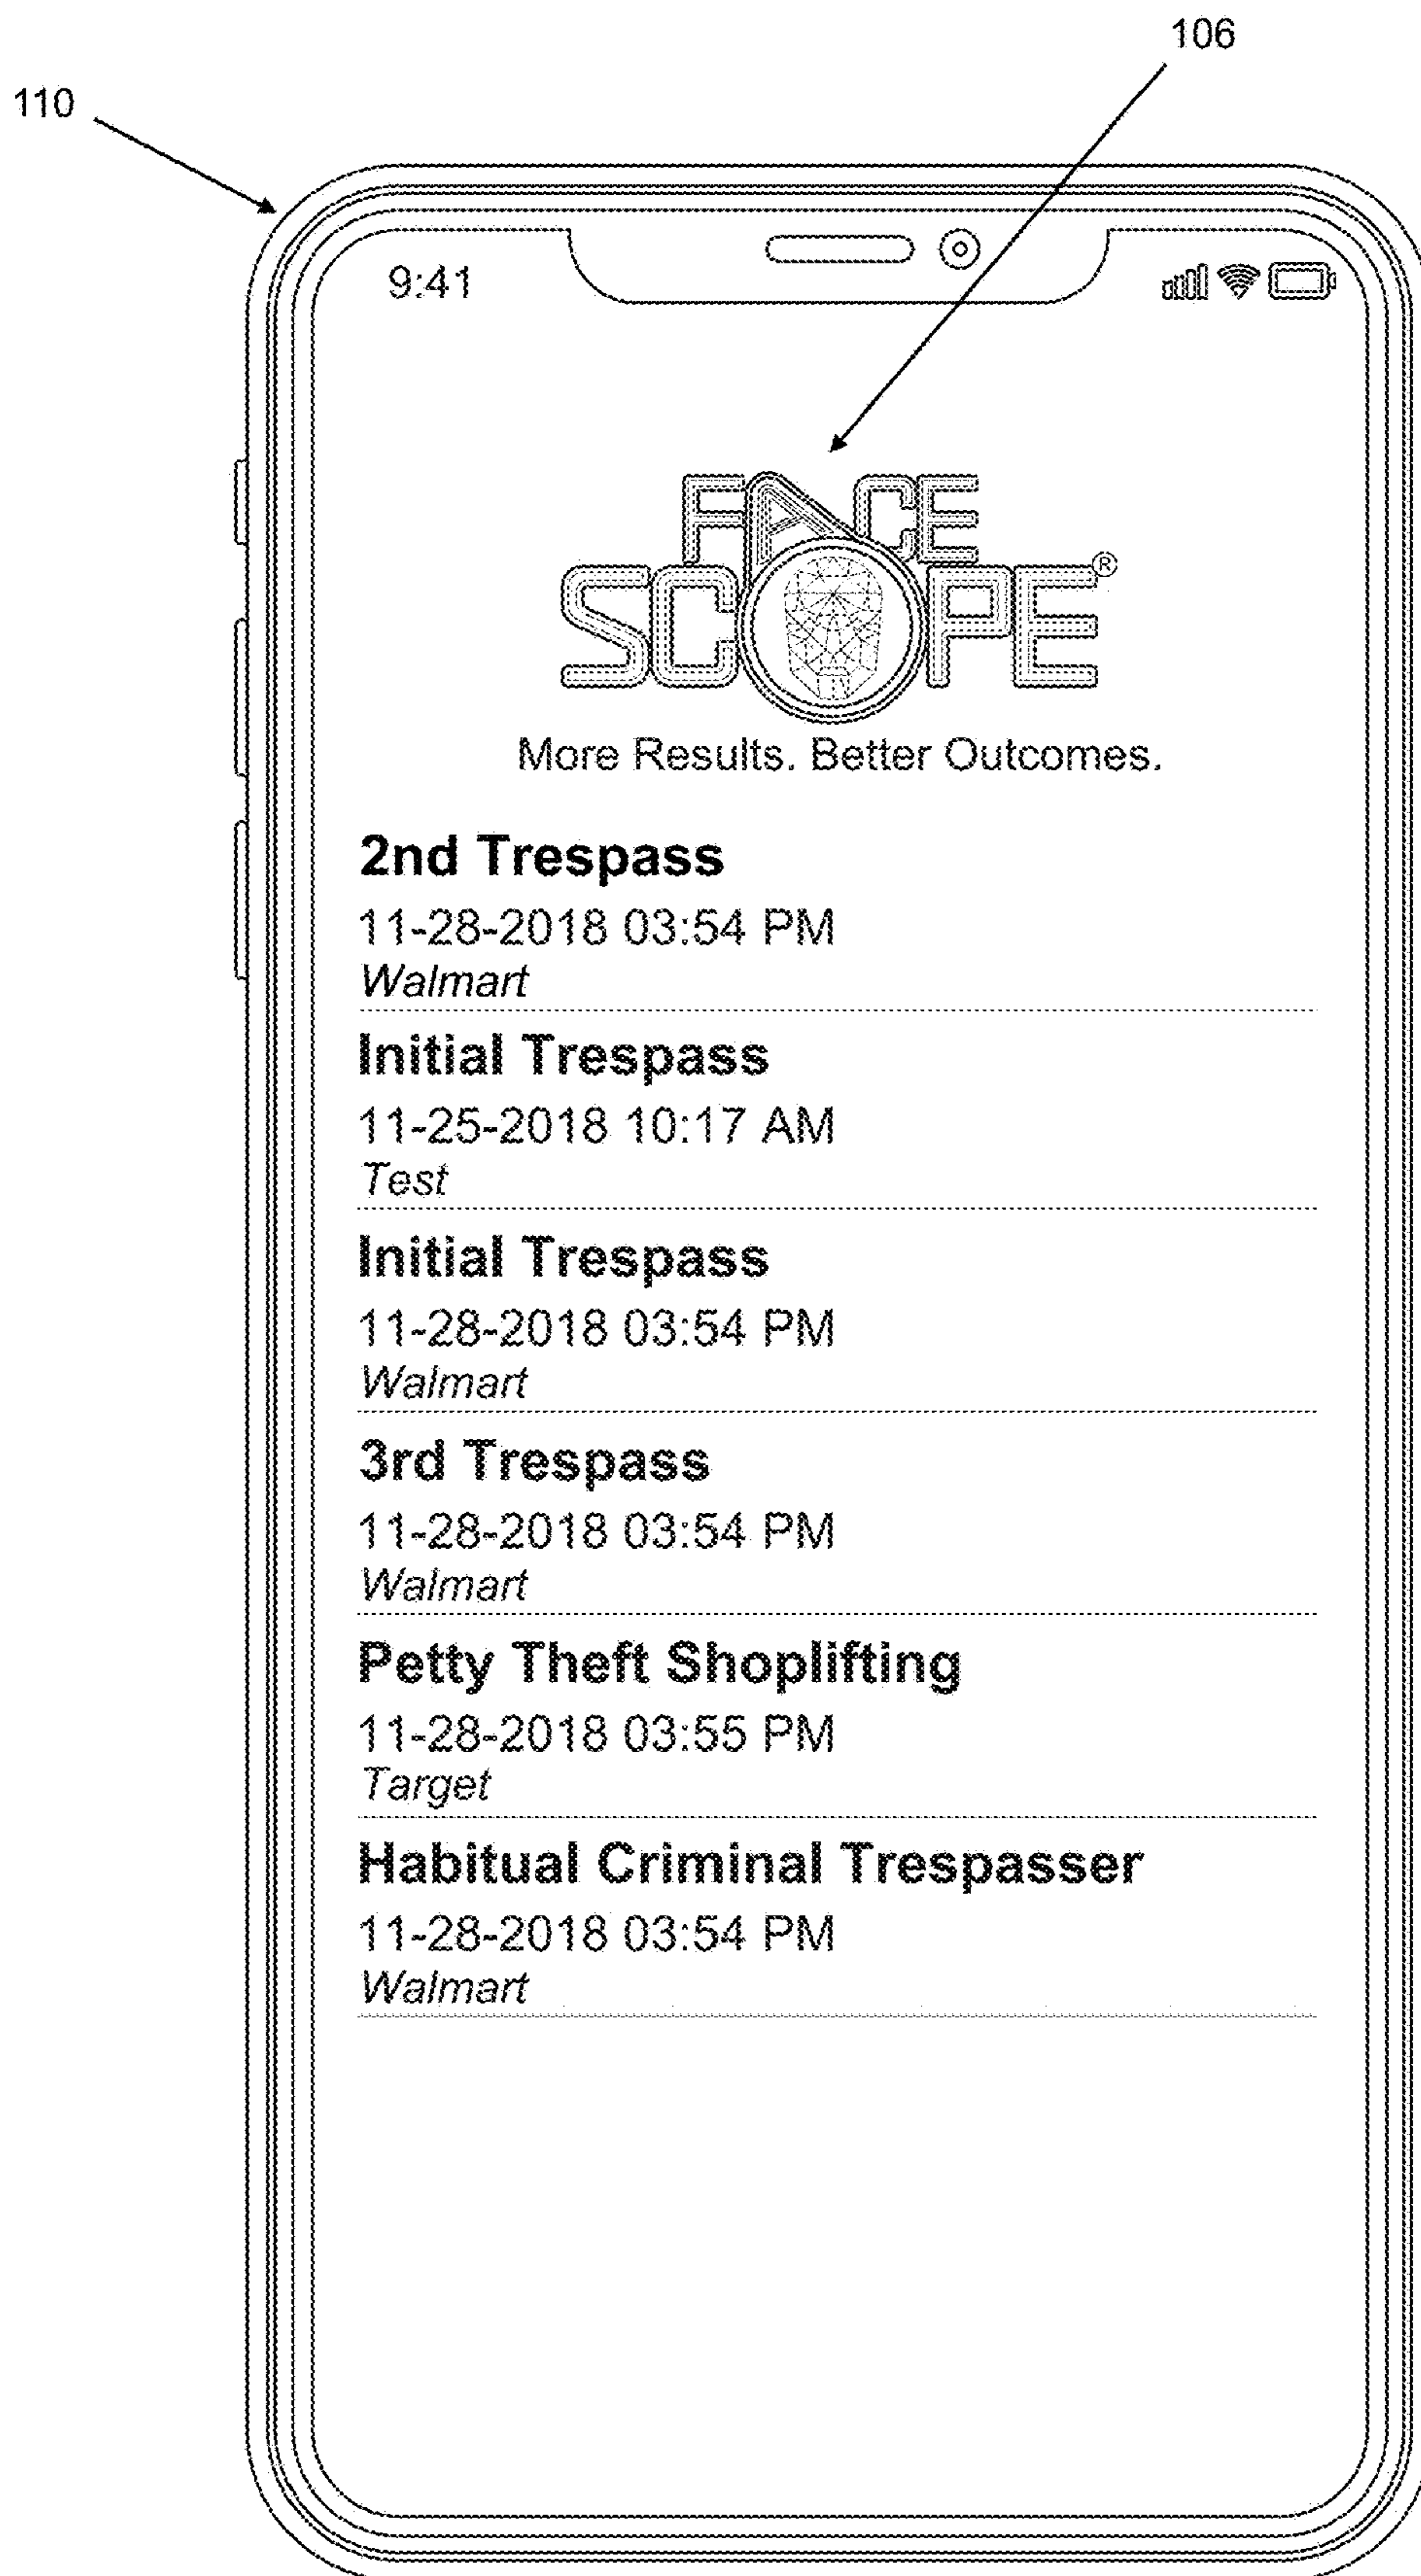 106
110
9:41
FACE
SCOPE®
More Results. Better Outcomes.
2nd Trespass
11-28-2018 03:54 PM
Walmart
Initial Trespass
11-25-2018 10:17 AM
Test
Initial Trespass
11-28-2018 03:54 PM
Walmart
3rd Trespass
11-28-2018 03:54 PM
Walmart
Petty Theft Shoplifting
11-28-2018 03:55 PM
Target
Habitual Criminal Trespasser
11-28-2018 03:54 PM
Walmart